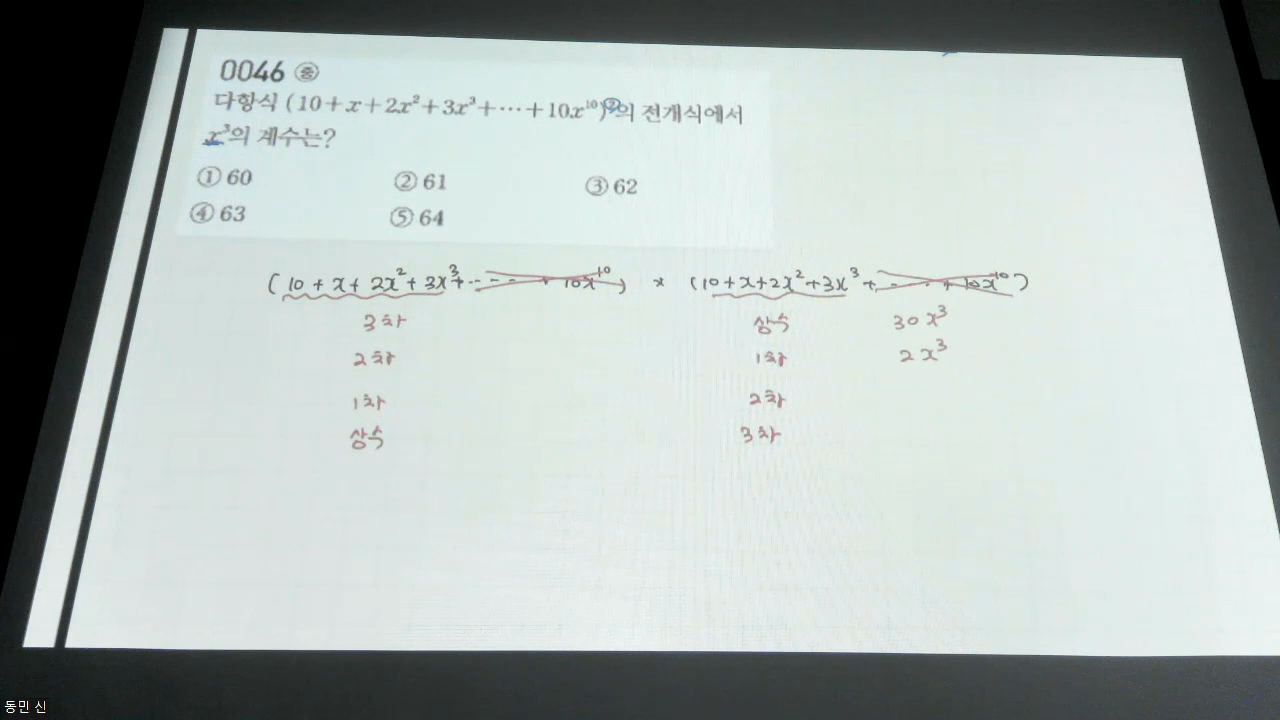 0046 중
다항식 (10+x+2x²+3x³+⋯+10x¹⁰)²의 전개식에서
x³의 계수는?
① 60 ② 61 ③ 62
④ 63 ⑤ 64
(10+x+2x²+3x³+----+10x¹⁰) × (10+x+2x²+3x³+---+10x¹⁰)
3차 상수 30x³
2차 1차 2x³
1차 2차
상수 3차
동민 신